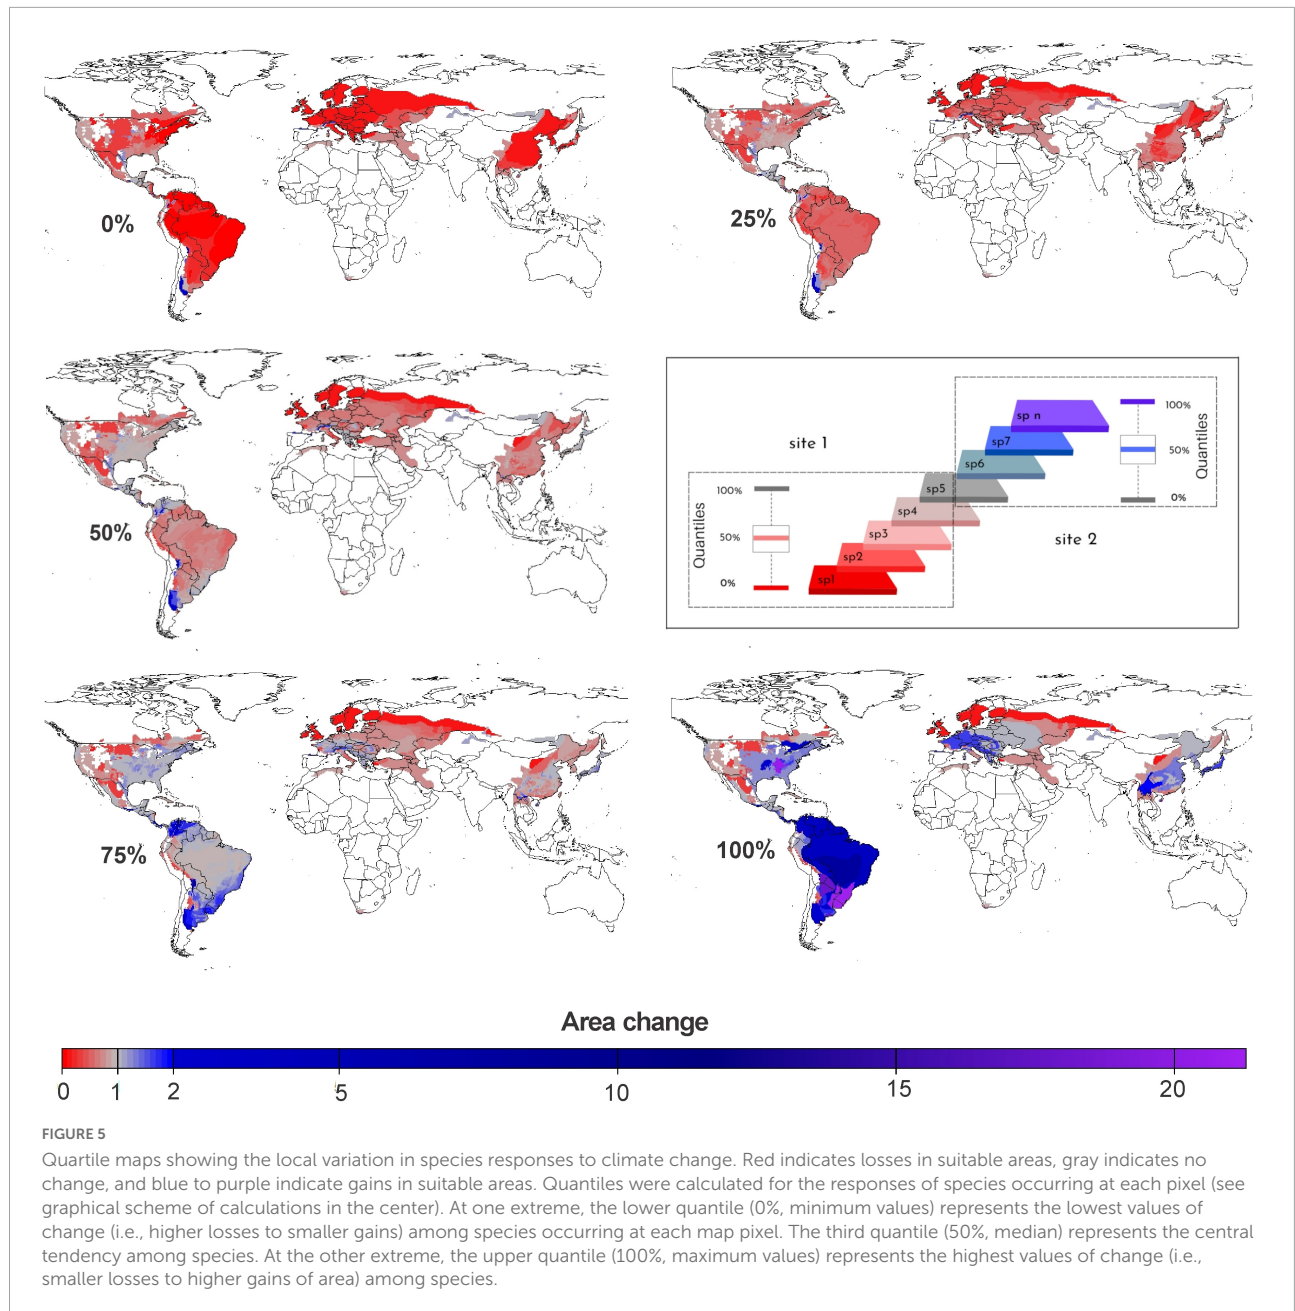 0%
25%
50%
site 1
Quantiles
100%
50%
0%
sp1
sp2
sp3
sp4
sp5
sp6
sp7
sp n
100%
50%
0%
Quantiles
site 2
75%
100%
Area change
0 1 2 5 10 15 20
FIGURE 5
Quartile maps showing the local variation in species responses to climate change. Red indicates losses in suitable areas, gray indicates no
change, and blue to purple indicate gains in suitable areas. Quantiles were calculated for the responses of species occurring at each pixel (see
graphical scheme of calculations in the center). At one extreme, the lower quantile (0%, minimum values) represents the lowest values of
change (i.e., higher losses to smaller gains) among species occurring at each map pixel. The third quantile (50%, median) represents the central
tendency among species. At the other extreme, the upper quantile (100%, maximum values) represents the highest values of change (i.e.,
smaller losses to higher gains of area) among species.